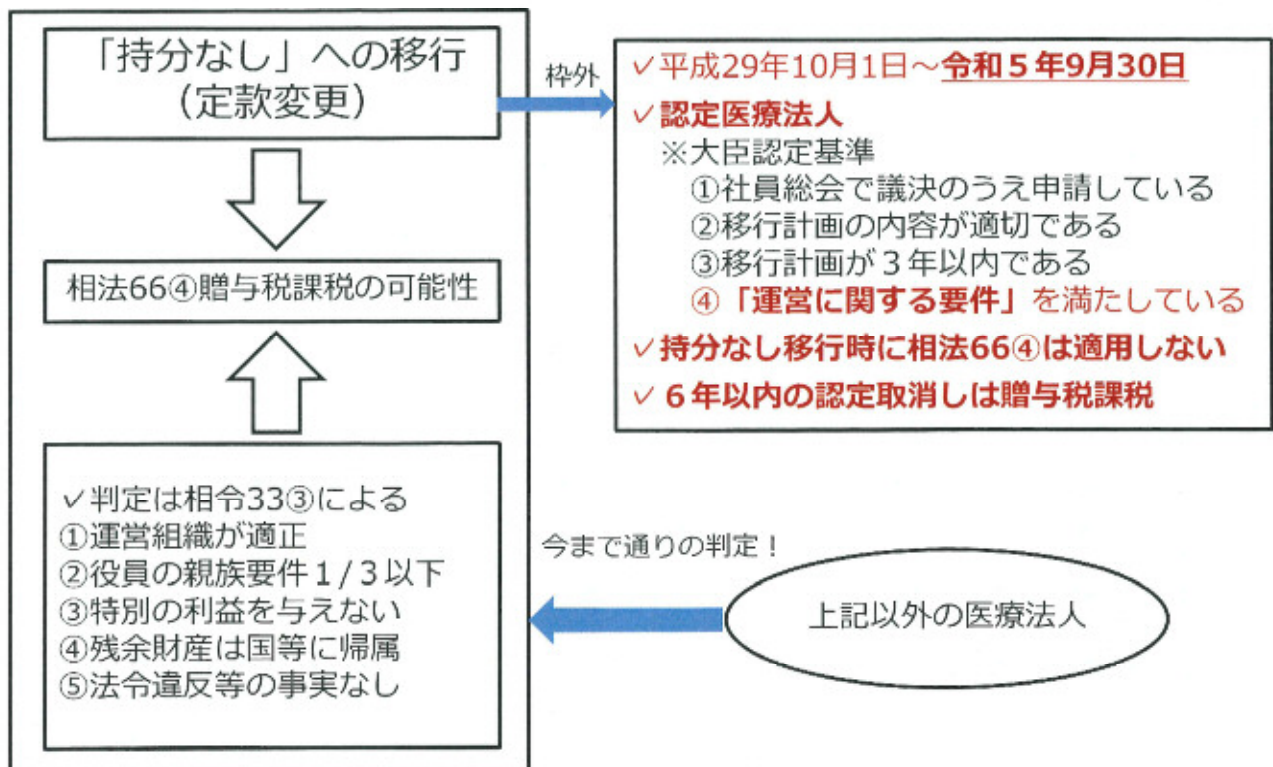 「持分なし」への移行
(定款変更)
枠外
✓平成29年10月1日～令和５年9月30日
✓認定医療法人
※大臣認定基準
①社員総会で議決のうえ申請している
②移行計画の内容が適切である
③移行計画が３年以内である
④「運営に関する要件」を満たしている
✓持分なし移行時に相法66④は適用しない
✓６年以内の認定取消しは贈与税課税
相法66④贈与税課税の可能性
✓判定は相令33③による
①運営組織が適正
②役員の親族要件１/３以下
③特別の利益を与えない
④残余財産は国等に帰属
⑤法令違反等の事実なし
今まで通りの判定！
上記以外の医療法人